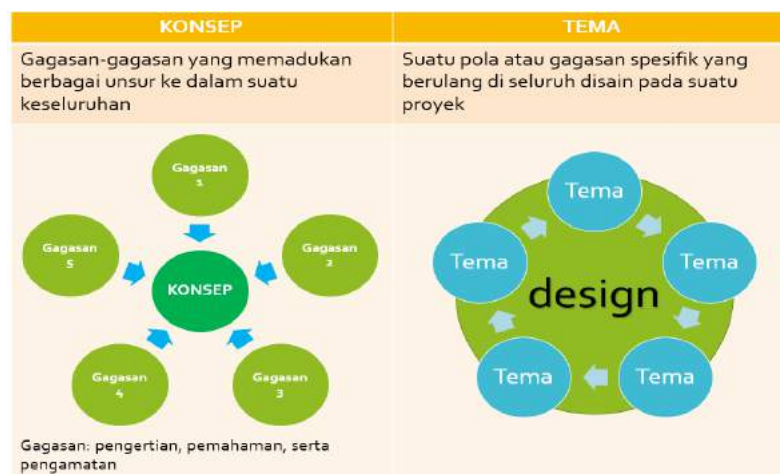 KONSEP
TEMA
Gagasan-gagasan yang memadukan
berbagai unsur ke dalam suatu
keseluruhan
Suatu pola atau gagasan spesifik yang
berulang di seluruh disain pada suatu
proyek
Gagasan
1
Gagasan
2
Gagasan
3
Gagasan
4
Gagasan
5
KONSEP
Gagasan: pengertian, pemahaman, serta
pengamatan
Tema
Tema
Tema
Tema
Tema
design